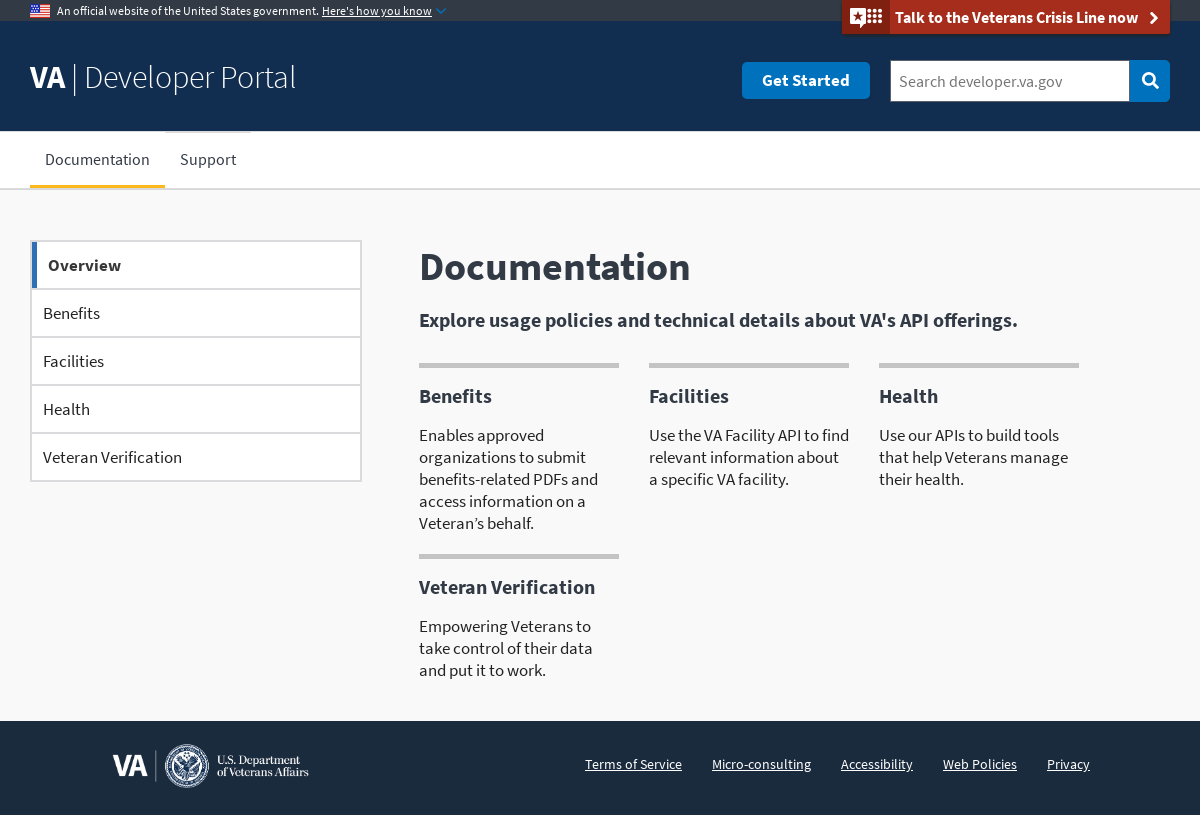 An official website of the United States government. Here's how you know
Talk to the Veterans Crisis Line now
VA | Developer Portal
Get Started
Search developer.va.gov
Documentation
Support
Overview
Benefits
Facilities
Health
Veteran Verification
Documentation
Explore usage policies and technical details about VA's API offerings.
Benefits
Enables approved
organizations to submit
benefits-related PDFs and
access information on a
Veteran’s behalf.
Facilities
Use the VA Facility API to find
relevant information about
a specific VA facility.
Health
Use our APIs to build tools
that help Veterans manage
their health.
Veteran Verification
Empowering Veterans to
take control of their data
and put it to work.
VA
U.S. Department
of Veterans Affairs
Terms of Service
Micro-consulting
Accessibility
Web Policies
Privacy